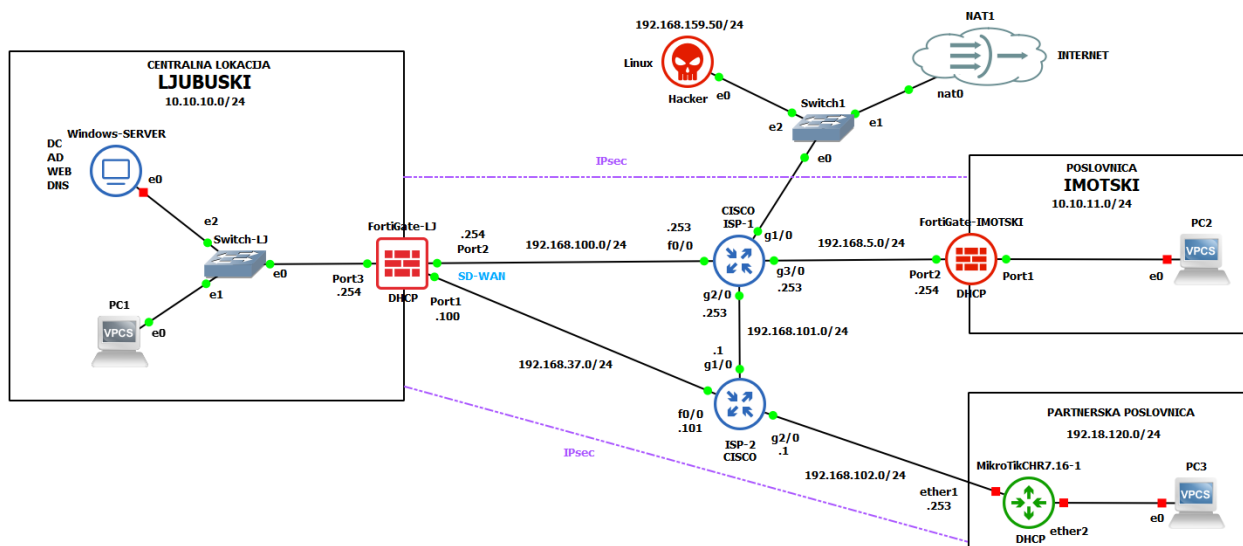 CENTRALNA LOKACIJA
LJUBUSKI
10.10.10.0/24
Windows-SERVER
DC
AD
WEB
DNS
e0
e2
Switch-LJ
e0
e1
PC1
VPCS
e0
FortiGate-LJ
Port3
.254
DHCP
.254
Port2
SD-WAN
Port1
.100
192.168.100.0/24
192.168.37.0/24
IPsec
IPsec
192.168.159.50/24
Linux
Hacker
e0
Switch1
e2
e1
e0
NAT1
INTERNET
nat0
CISCO
ISP-1
.253
f0/0
g1/0
g3/0
.253
g2/0
.253
192.168.5.0/24
192.168.101.0/24
.1
g1/0
f0/0
.101
ISP-2
CISCO
g2/0
.1
192.168.102.0/24
POSLOVNICA
IMOTSKI
10.10.11.0/24
FortiGate-IMOTSKI
Port2
.254
DHCP
Port1
PC2
VPCS
e0
PARTNERSKA POSLOVNICA
192.18.120.0/24
MikroTikCHR7.16-1
ether1
.253
DHCP
ether2
PC3
VPCS
e0